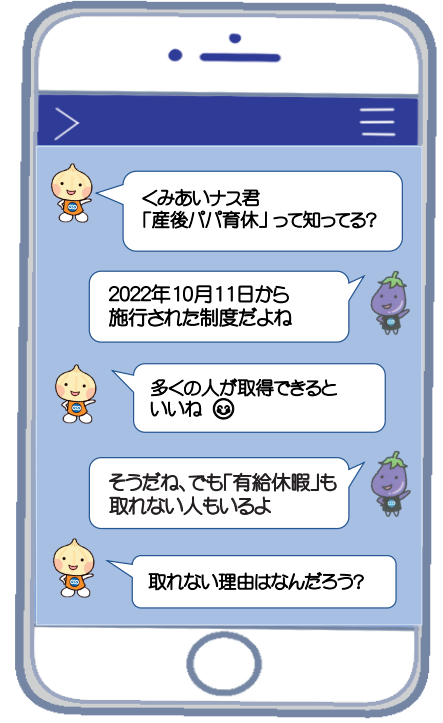 くみあいナス君
「産後パパ育休」って知ってる?
2022年10月11日から
施行された制度だよね
多くの人が取得できると
いいね
そうだね、でも「有給休暇」も
取れない人もいるよ
取れない理由はなんだろう?